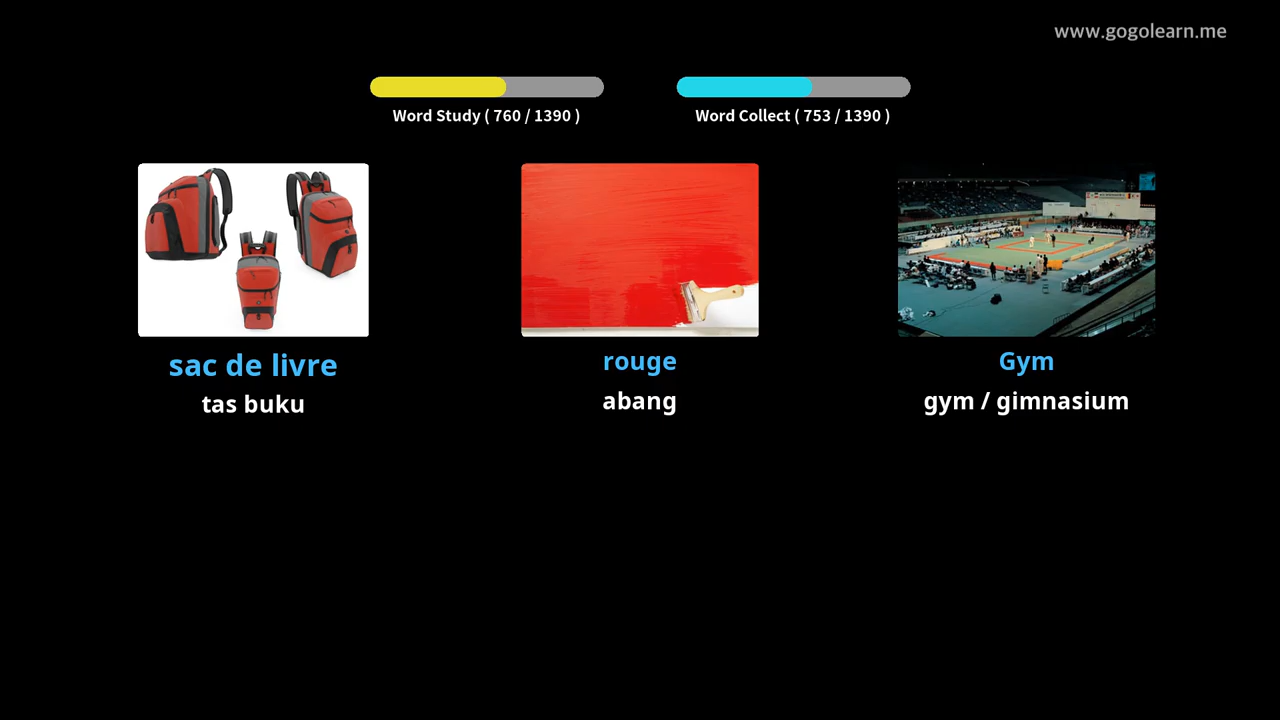 www.gogolearn.me
Word Study ( 760 / 1390 )
Word Collect ( 753 / 1390 )
sac de livre
rouge
Gym
tas buku
abang
gym / gimnasium